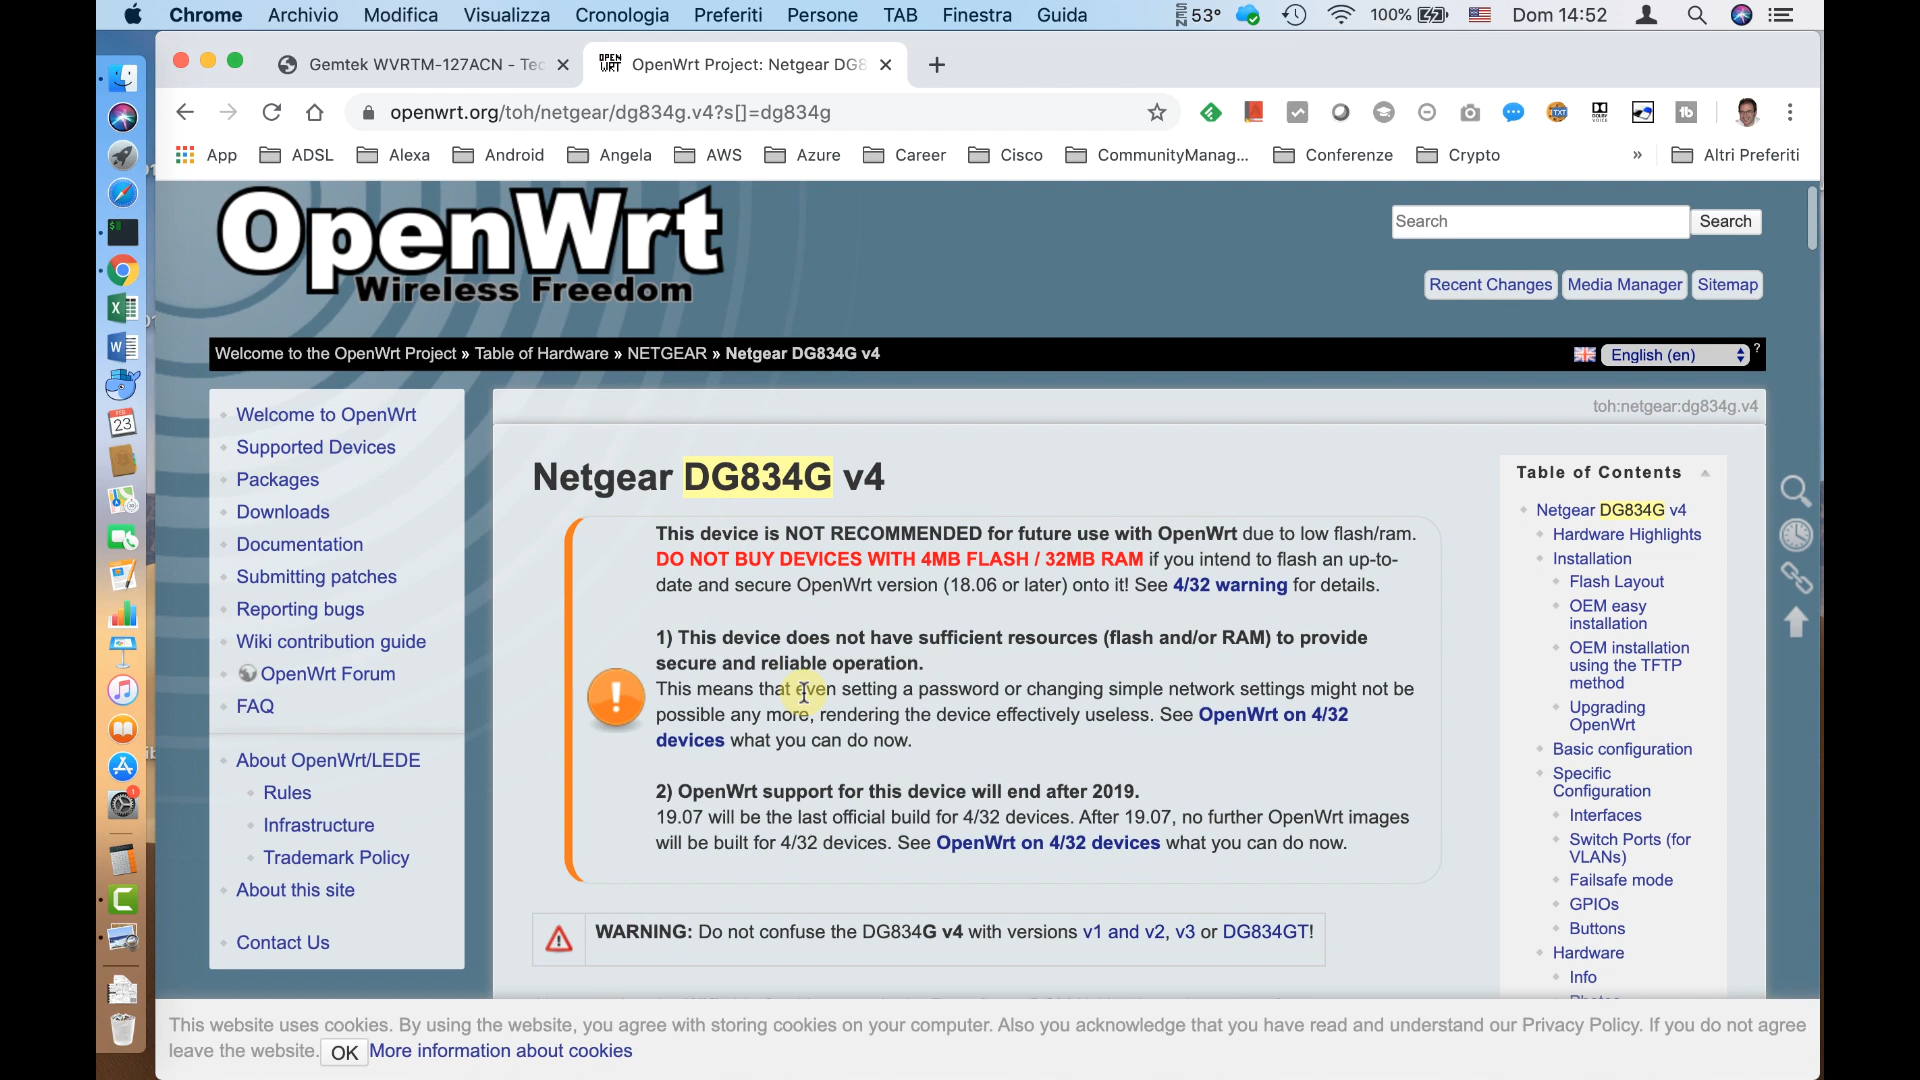 Chrome Archivio Modifica Visualizza Cronologia Preferiti Persone TAB Finestra Guida SEN 53° 100% Dom 14:52
Gemtek WVRTM-127ACN - Tec
OpenWrt Project: Netgear DG8
openwrt.org/toh/netgear/dg834g.v4?s[]=dg834g
App ADSL Alexa Android Angela AWS Azure Career Cisco CommunityManag... Conferenze Crypto » Altri Preferiti
OpenWrt
Wireless Freedom
Search Search
Recent Changes Media Manager Sitemap
Welcome to the OpenWrt Project » Table of Hardware » NETGEAR » Netgear DG834G v4
English (en) ?
Welcome to OpenWrt
Supported Devices
Packages
Downloads
Documentation
Submitting patches
Reporting bugs
Wiki contribution guide
OpenWrt Forum
FAQ
About OpenWrt/LEDE
Rules
Infrastructure
Trademark Policy
About this site
Contact Us
toh:netgear:dg834g.v4
Netgear DG834G v4
This device is NOT RECOMMENDED for future use with OpenWrt due to low flash/ram.
DO NOT BUY DEVICES WITH 4MB FLASH / 32MB RAM if you intend to flash an up-to-
date and secure OpenWrt version (18.06 or later) onto it! See 4/32 warning for details.
1) This device does not have sufficient resources (flash and/or RAM) to provide
secure and reliable operation.
This means that even setting a password or changing simple network settings might not be
possible any more, rendering the device effectively useless. See OpenWrt on 4/32
devices what you can do now.
2) OpenWrt support for this device will end after 2019.
19.07 will be the last official build for 4/32 devices. After 19.07, no further OpenWrt images
will be built for 4/32 devices. See OpenWrt on 4/32 devices what you can do now.
WARNING: Do not confuse the DG834G v4 with versions v1 and v2, v3 or DG834GT!
Table of Contents
Netgear DG834G v4
Hardware Highlights
Installation
Flash Layout
OEM easy
installation
OEM installation
using the TFTP
method
Upgrading
OpenWrt
Basic configuration
Specific
Configuration
Interfaces
Switch Ports (for
VLANs)
Failsafe mode
GPIOs
Buttons
Hardware
Info
This website uses cookies. By using the website, you agree with storing cookies on your computer. Also you acknowledge that you have read and understand our Privacy Policy. If you do not agree
leave the website. OK More information about cookies